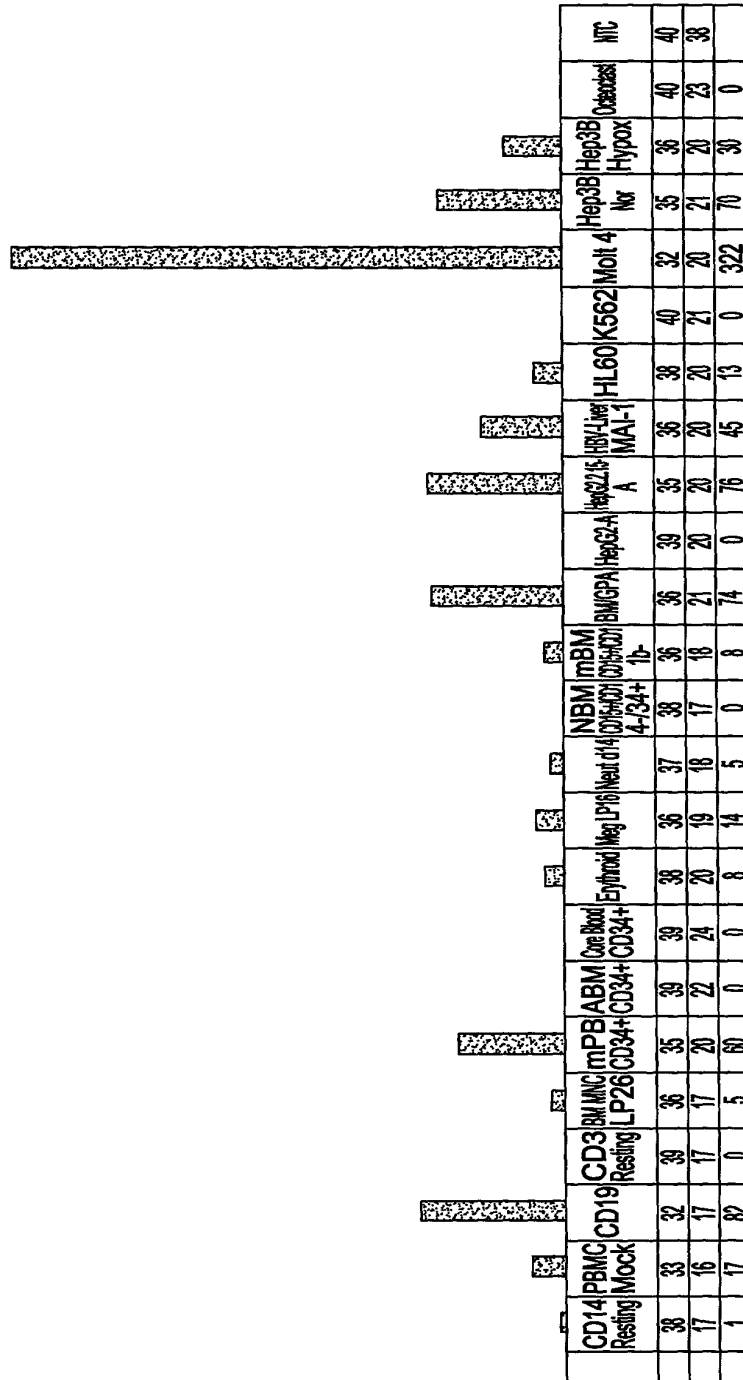 CD14 Resting
PBMC Mock
CD19
CD3 Resting
BM MNC LP26
mPB CD34+
ABM CD34+
Core Blood CD34+
Erythroid
Meg LP16
Neut d14
NBM CD15+/CD14-/34+
mBM CD15+/CD11b-
BM/GPA
HepG2-A
HepG2.2.15-A
HBV-Liver MAI-1
HL60
K562
Molt 4
Hep3B Nor
Hep3B Hypox
Osteoclast
NTC
38 33 32 39 36 35 39 39 38 36 37 38 36 36 39 35 36 38 40 32 35 36 40 40
17 16 17 17 17 20 22 24 20 19 18 17 18 21 20 20 20 20 21 20 21 20 23 38
1 17 82 0 5 60 0 0 8 14 5 0 8 74 0 76 45 13 0 322 70 30 0